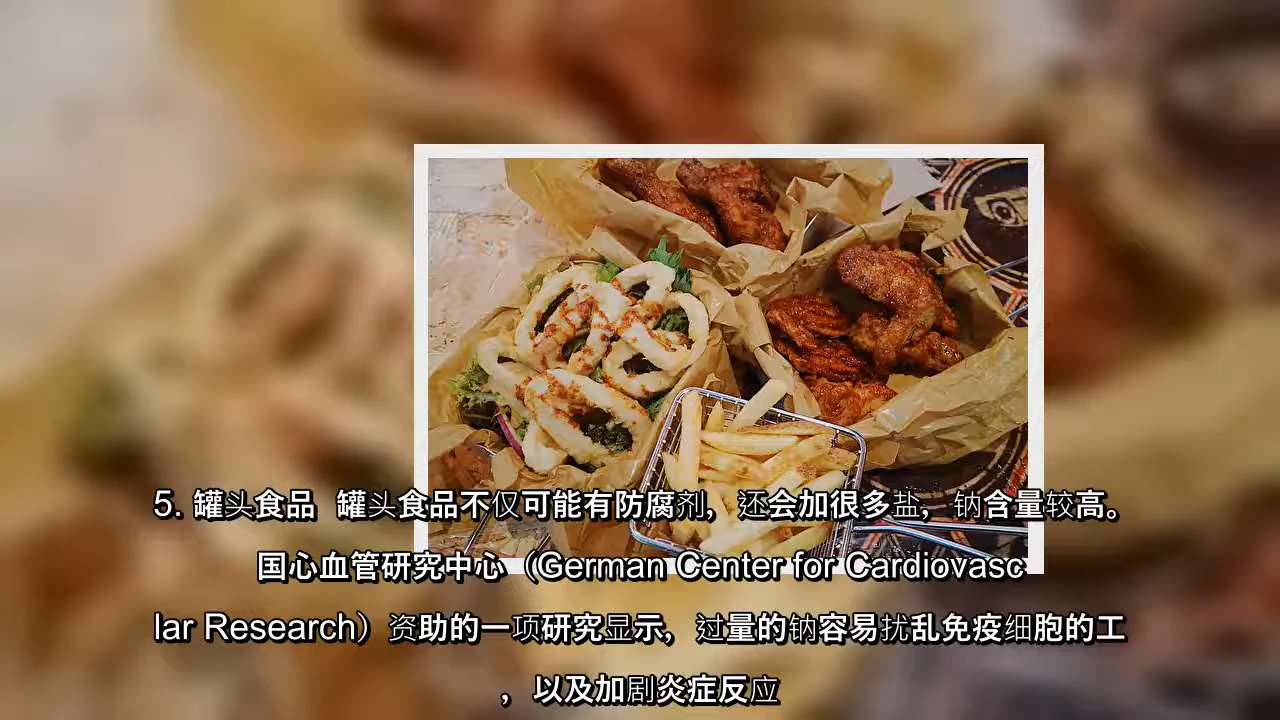 5. 罐头食品 罐头食品不仅可能有防腐剂，还会加很多盐，钠含量较高。
国心血管研究中心（German Center for Cardiovasc
lar Research）资助的一项研究显示，过量的钠容易扰乱免疫细胞的工
，以及加剧炎症反应